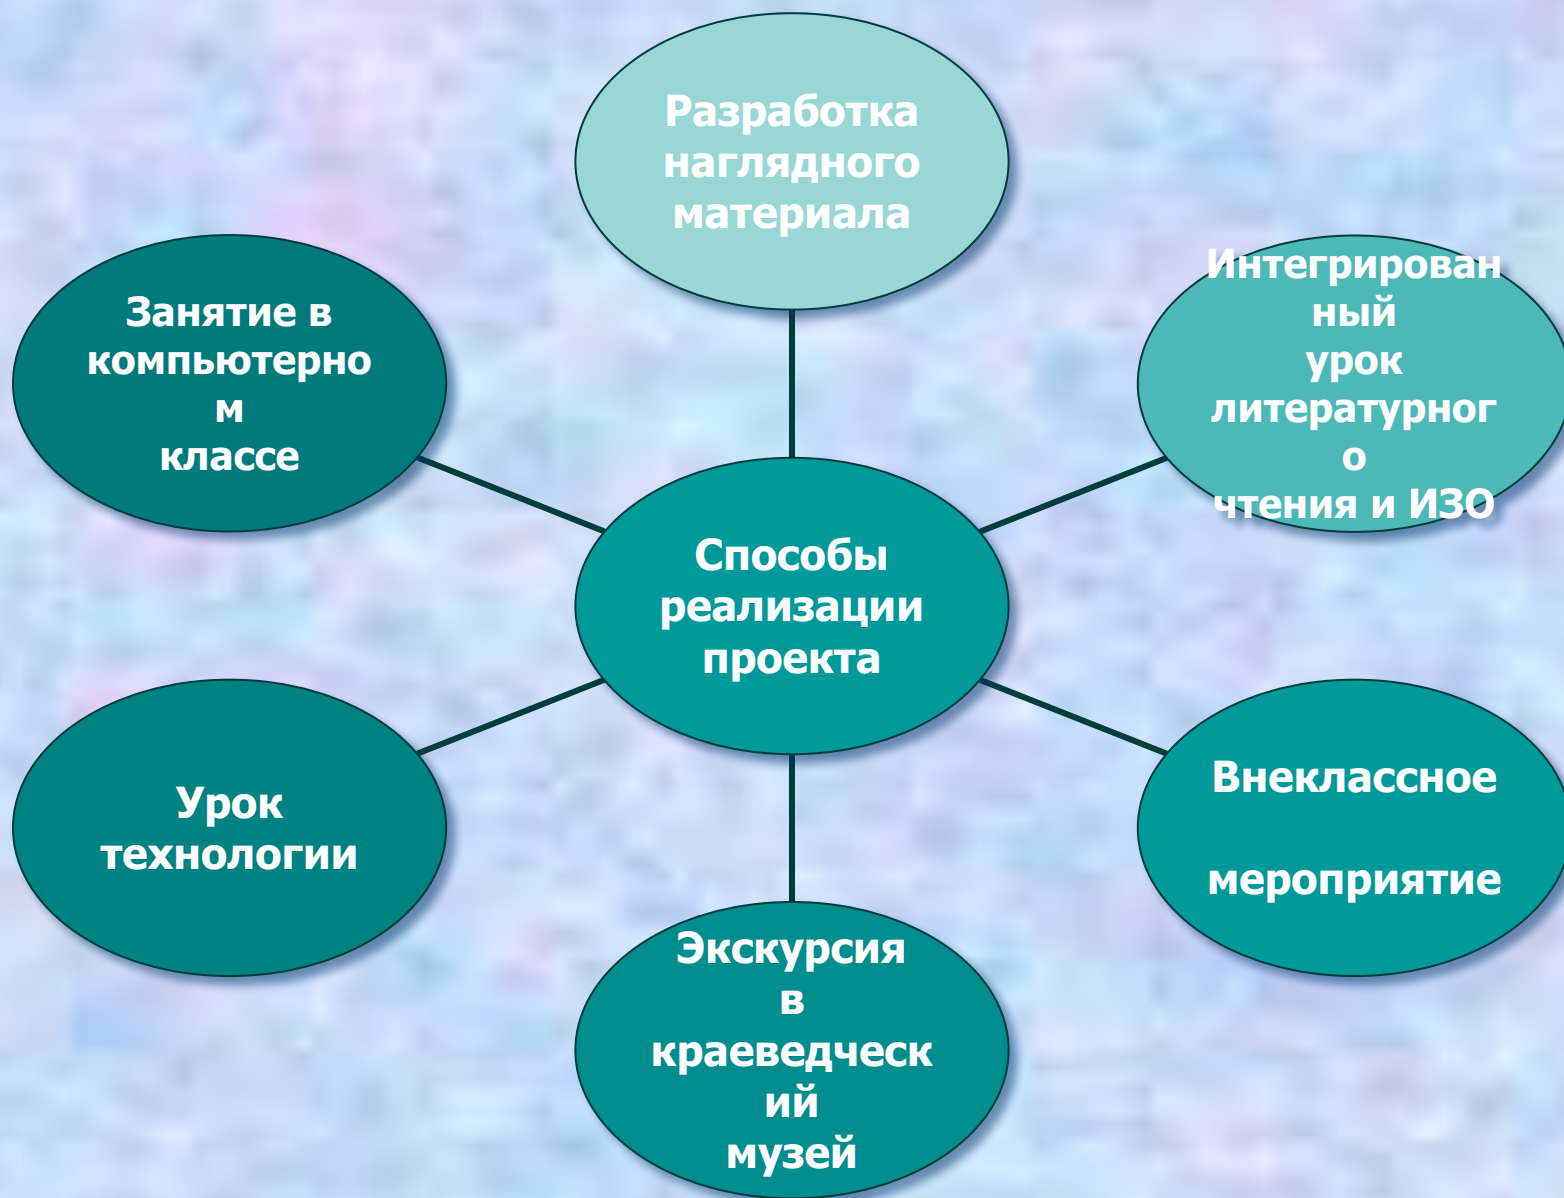 Разработка
наглядного
материала
Занятие в
компьютерно
м
классе
Интегрирован
ный
урок
литературног
о
чтения и ИЗО
Способы
реализации
проекта
Урок
технологии
Внеклассное
мероприятие
Экскурсия
в
краеведческ
ий
музей